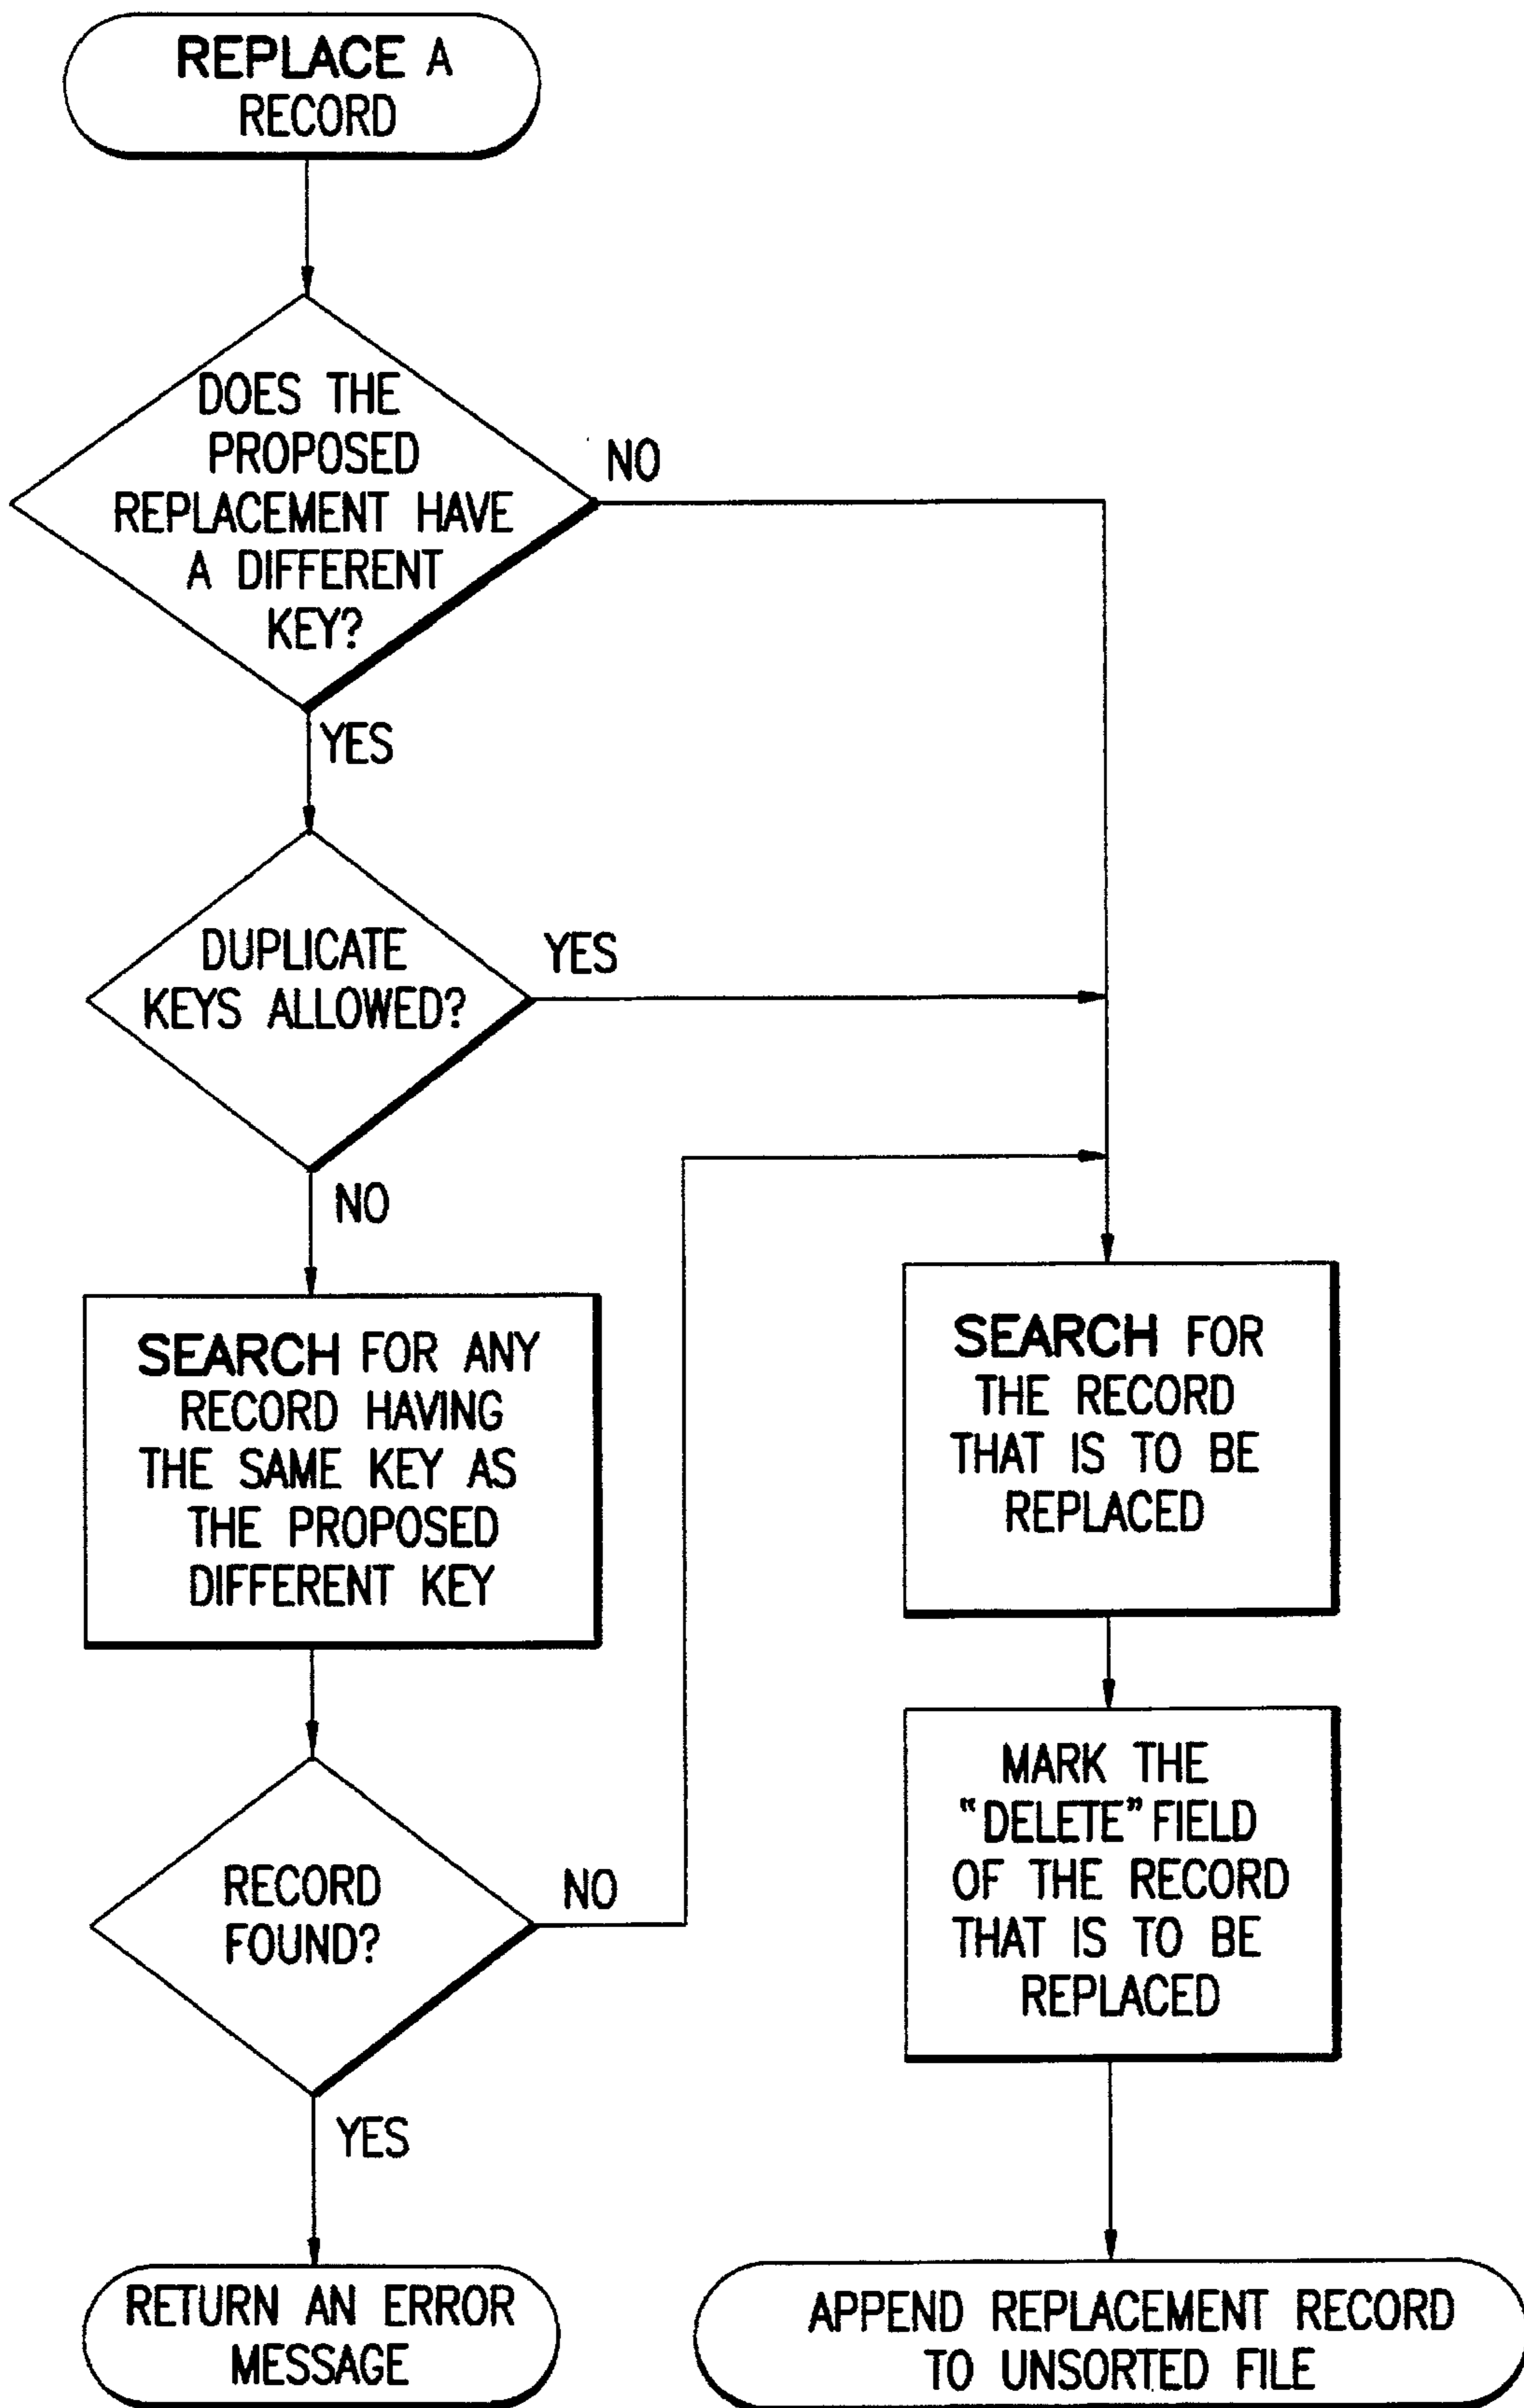 REPLACE A
RECORD
DOES THE
PROPOSED
REPLACEMENT HAVE
A DIFFERENT
KEY?
NO
YES
DUPLICATE
KEYS ALLOWED?
YES
NO
SEARCH FOR ANY
RECORD HAVING
THE SAME KEY AS
THE PROPOSED
DIFFERENT KEY
RECORD
FOUND?
NO
YES
RETURN AN ERROR
MESSAGE
SEARCH FOR
THE RECORD
THAT IS TO BE
REPLACED
MARK THE
"DELETE" FIELD
OF THE RECORD
THAT IS TO BE
REPLACED
APPEND REPLACEMENT RECORD
TO UNSORTED FILE